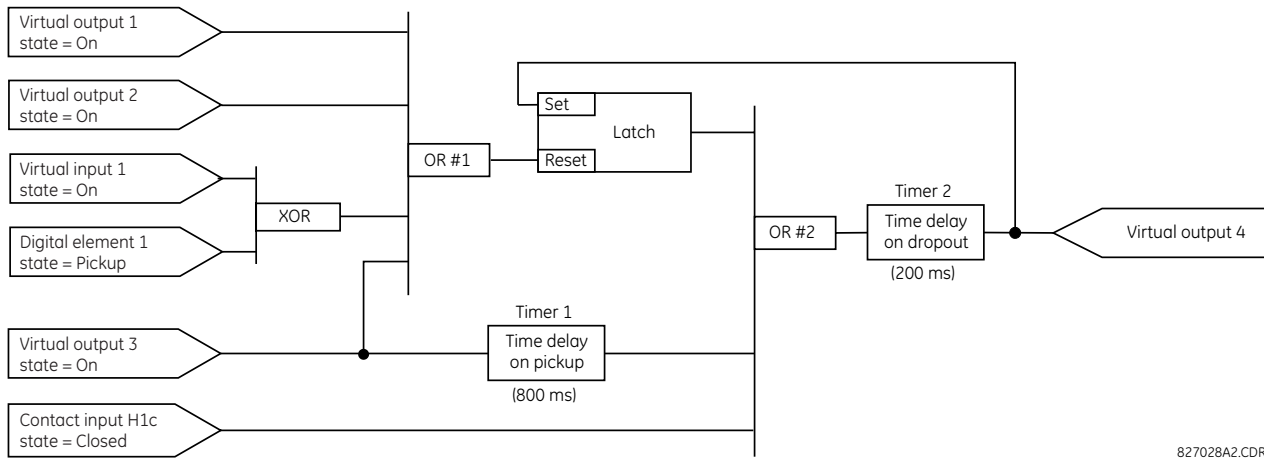 Virtual output 1
state = On
Virtual output 2
state = On
Set
Latch
Reset
OR #1
Virtual input 1
state = On
XOR
Digital element 1
state = Pickup
Timer 2
OR #2
Time delay
on dropout
(200 ms)
Virtual output 4
Timer 1
Virtual output 3
state = On
Time delay
on pickup
(800 ms)
Contact input H1c
state = Closed
827028A2.CDR